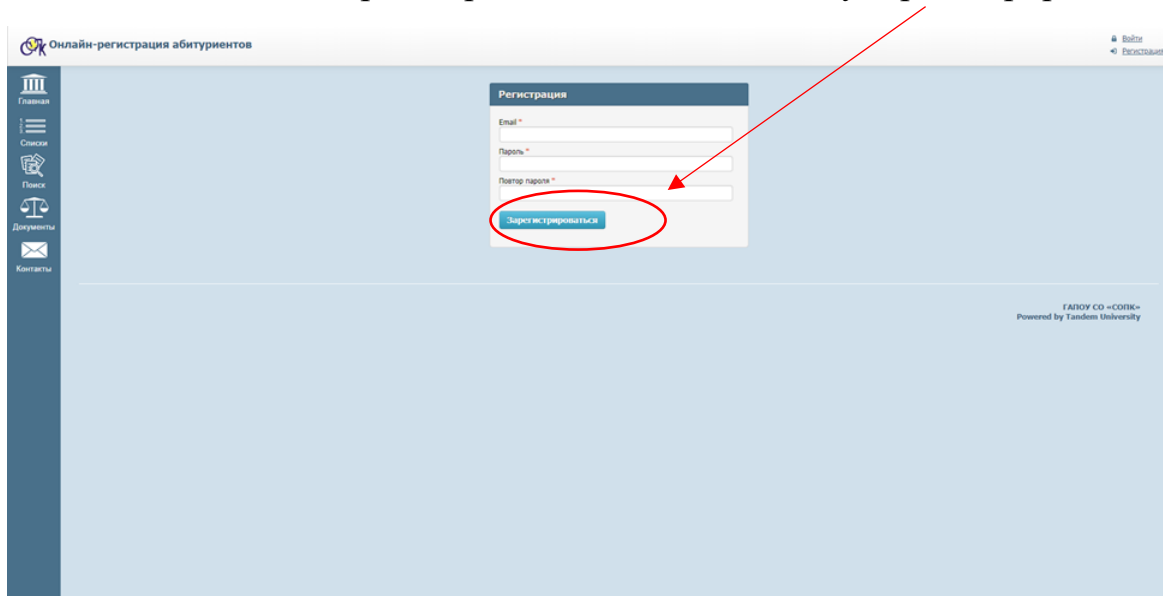 Онлайн-регистрация абитуриентов
Войти
Регистрация
Главная
Списки
Поиск
Документы
Контакты
Регистрация
Email *
Пароль *
Повтор пароля *
Зарегистрироваться
ГАПОУ СО «СОПК»
Powered by Tandem University